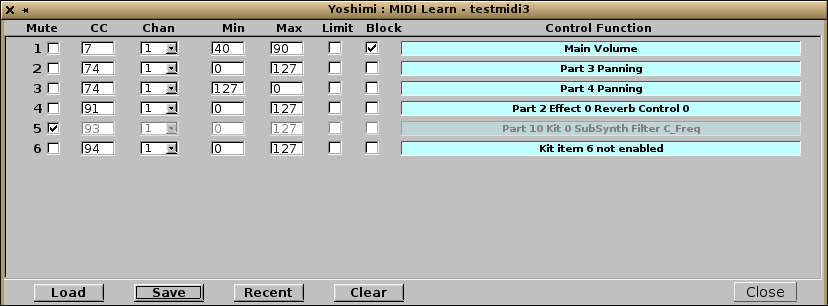 Yoshimi : MIDI Learn - testmidi3
Mute CC Chan Min Max Limit Block Control Function
1 7 1 40 90 Main Volume
2 74 1 0 127 Part 3 Panning
3 74 1 127 0 Part 4 Panning
4 91 1 0 127 Part 2 Effect 0 Reverb Control 0
5 93 1 0 127 Part 10 Kit 0 SubSynth Filter C_Freq
6 94 1 0 127 Kit item 6 not enabled
Load Save Recent Clear Close